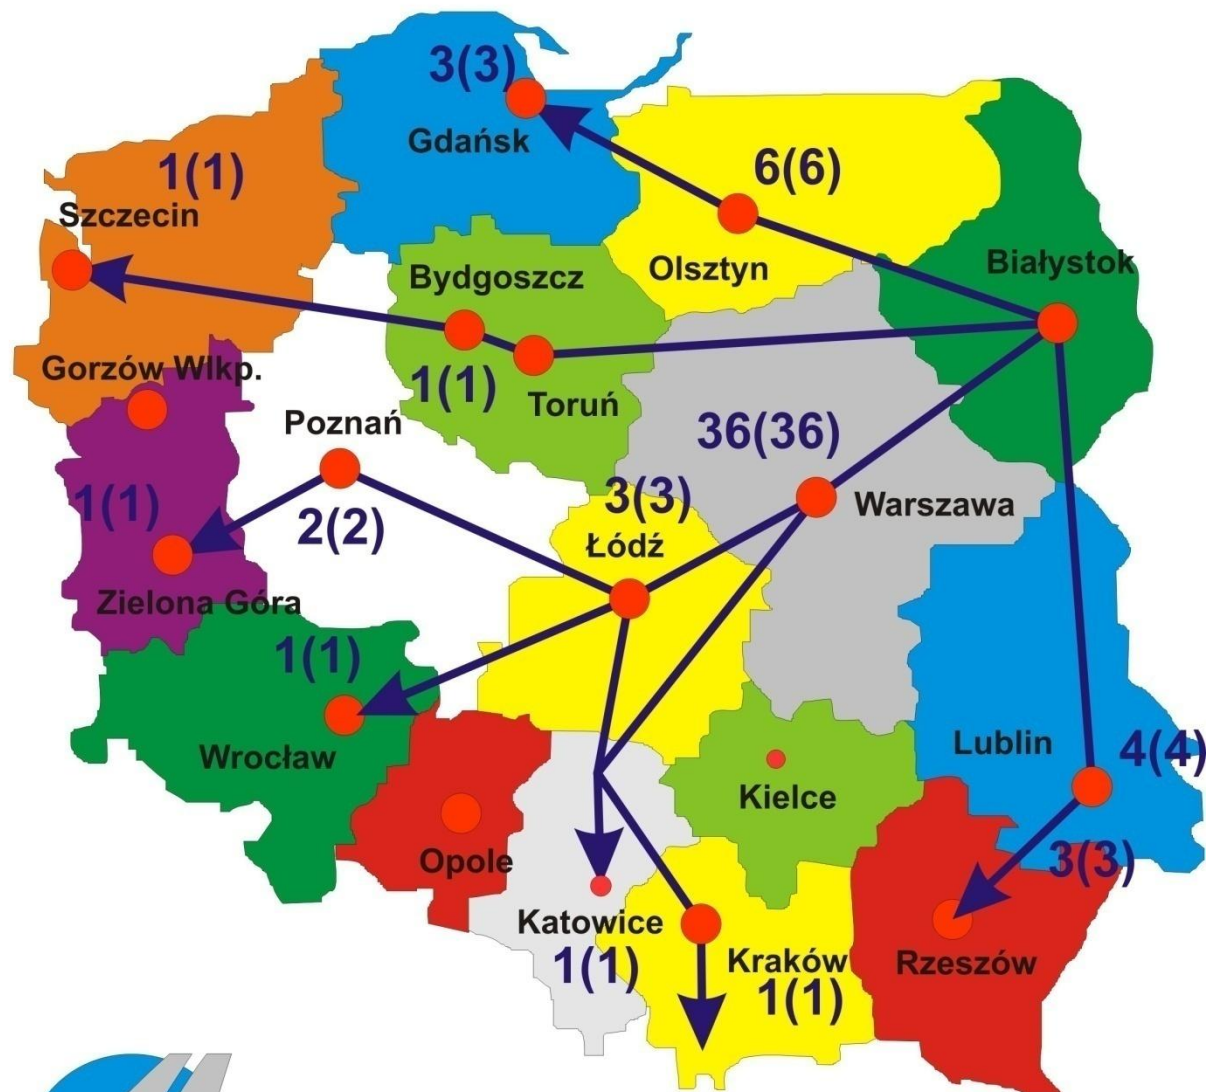 3(3)
Gdańsk
1(1)
Szczecin
6(6)
Olsztyn
Białystok
Bydgoszcz
1(1)
Toruń
Gorzów Wlkp.
Poznań
2(2)
36(36)
Warszawa
3(3)
Łódź
1(1)
Zielona Góra
1(1)
Wrocław
Lublin
4(4)
Kielce
Opole
3(3)
Rzeszów
Katowice
1(1)
Kraków
1(1)